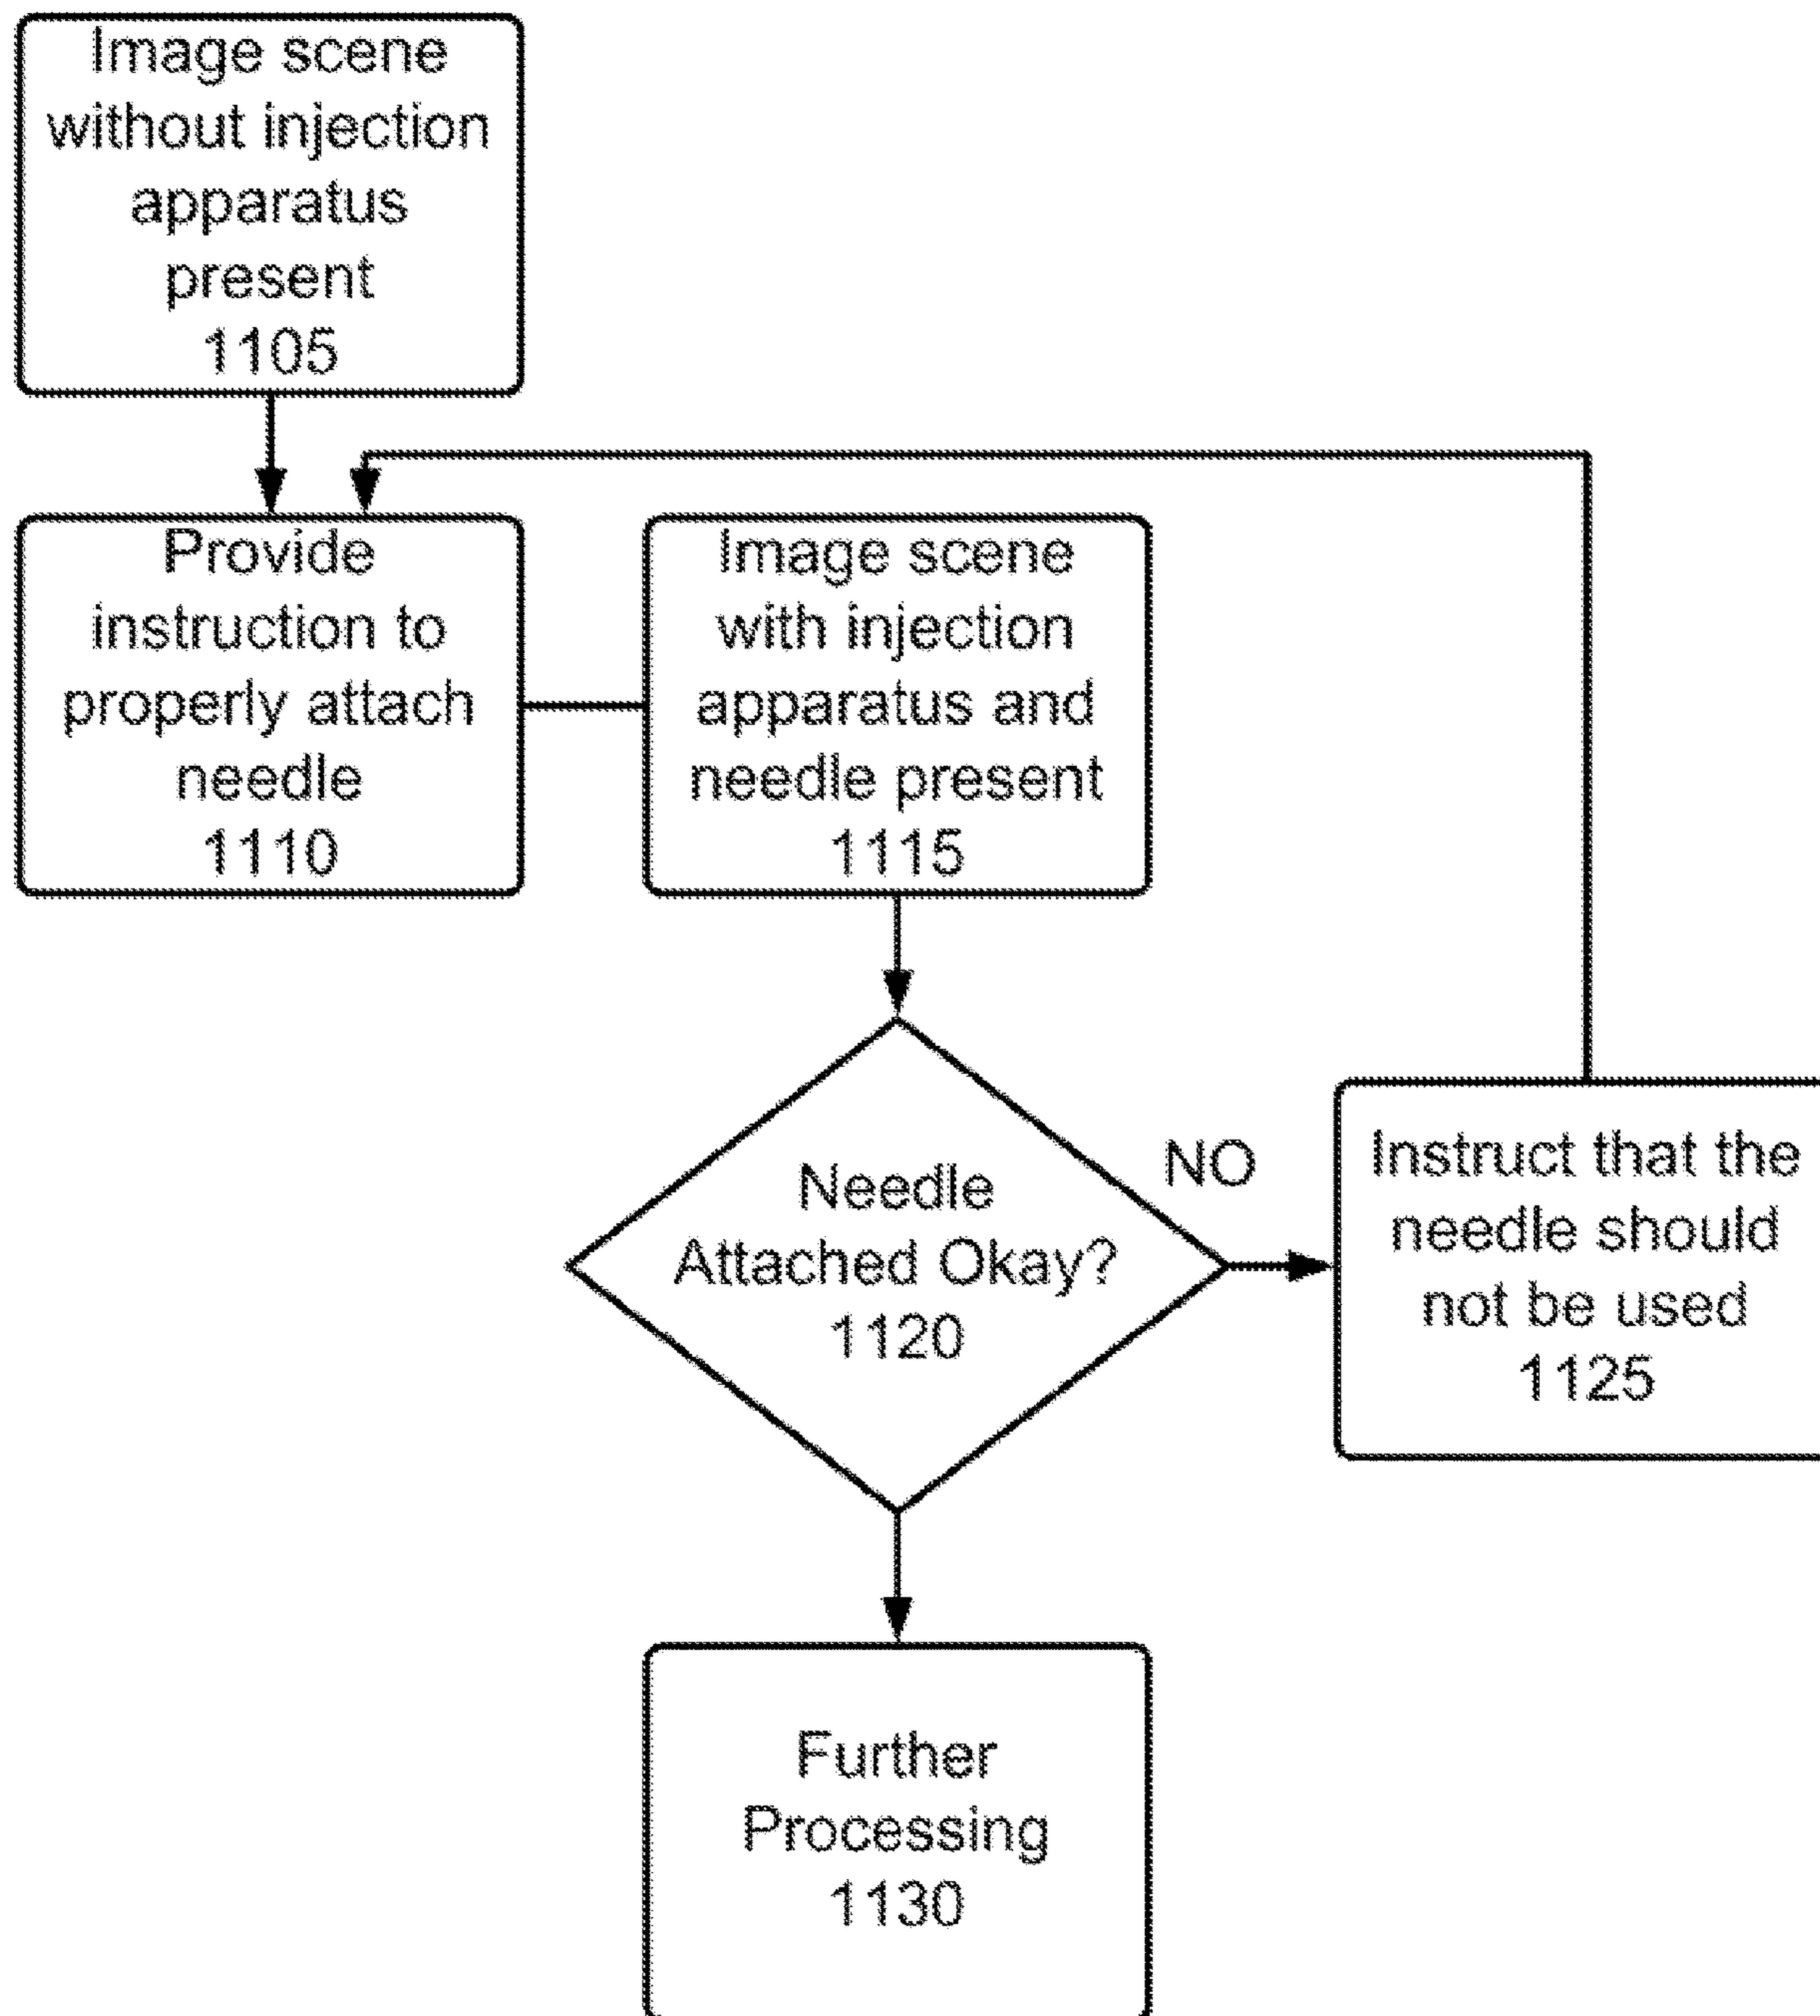 Image scene
without injection
apparatus
present
1105
Provide
instruction to
properly attach
needle
1110
Image scene
with injection
apparatus and
needle present
1115
Needle
Attached Okay?
1120
NO
Instruct that the
needle should
not be used
1125
Further
Processing
1130